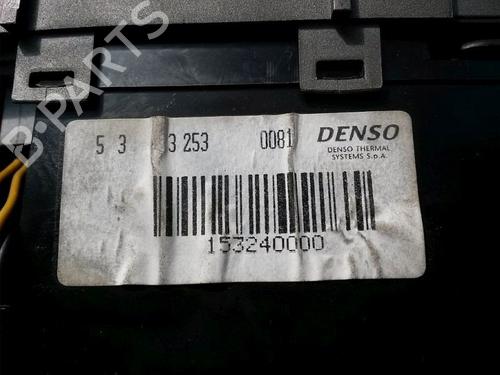 B-PARTS
5 3 3 253 0081 DENSO
DENSO THERMAL
SYSTEMS S.p.A.
153240000